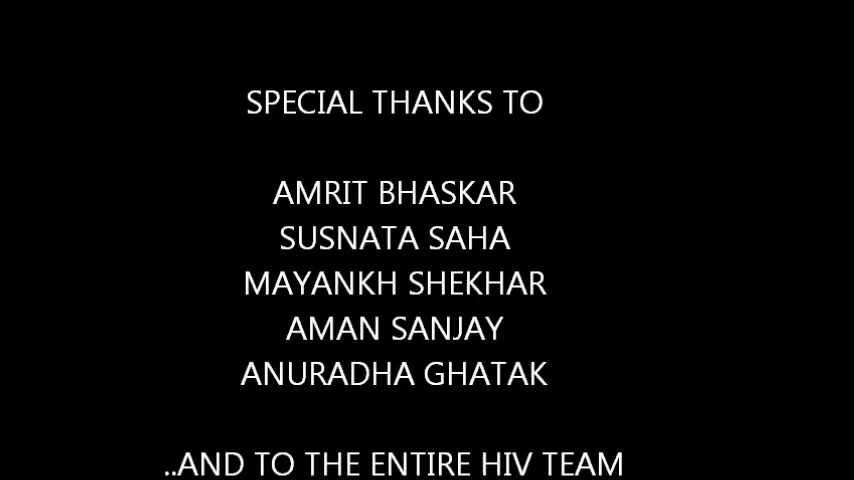 SPECIAL THANKS TO
AMRIT BHASKAR
SUSNATA SAHA
MAYANKH SHEKHAR
AMAN SANJAY
ANURADHA GHATAK
..AND TO THE ENTIRE HIV TEAM